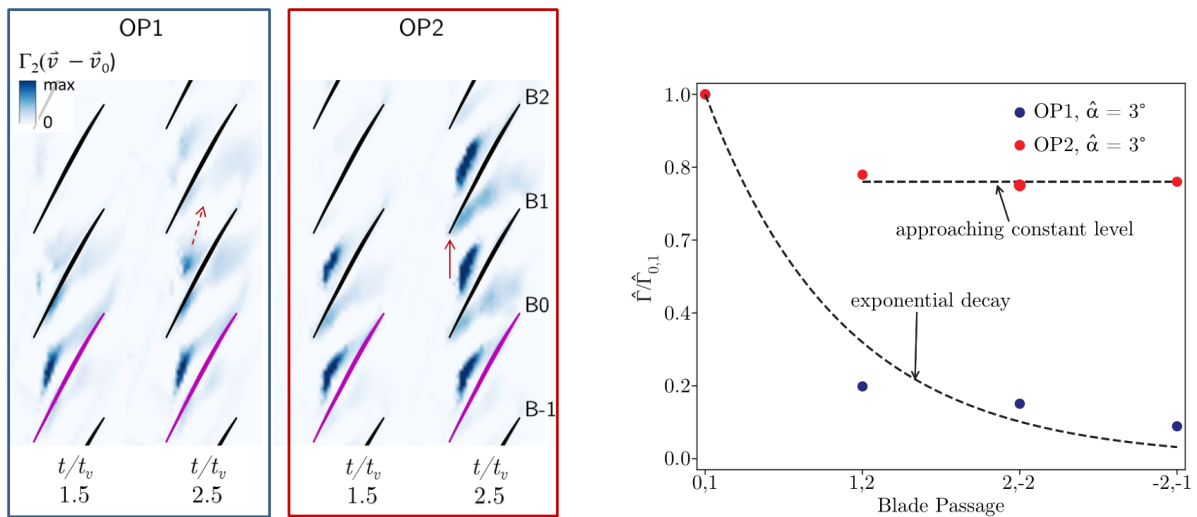 OP1
Γ₂(v⃗ − v⃗₀)
max
0
t/tᵥ
1.5
t/tᵥ
2.5
OP2
B2
B1
B0
B-1
t/tᵥ
1.5
t/tᵥ
2.5
Γ̂/Γ̂₀,₁
1.0
0.8
0.7
0.4
0.2
0.0
OP1, α̂ = 3°
OP2, α̂ = 3°
approaching constant level
exponential decay
0,1
1,2
2,-2
-2,-1
Blade Passage